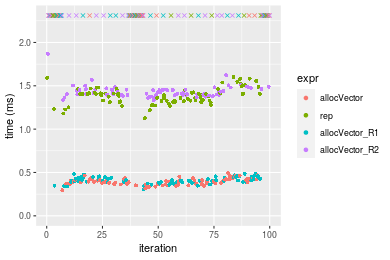 time (ms)
2.0
1.5
1.0
0.5
0.0
0
25
50
75
100
iteration
expr
allocVector
rep
allocVector_R1
allocVector_R2